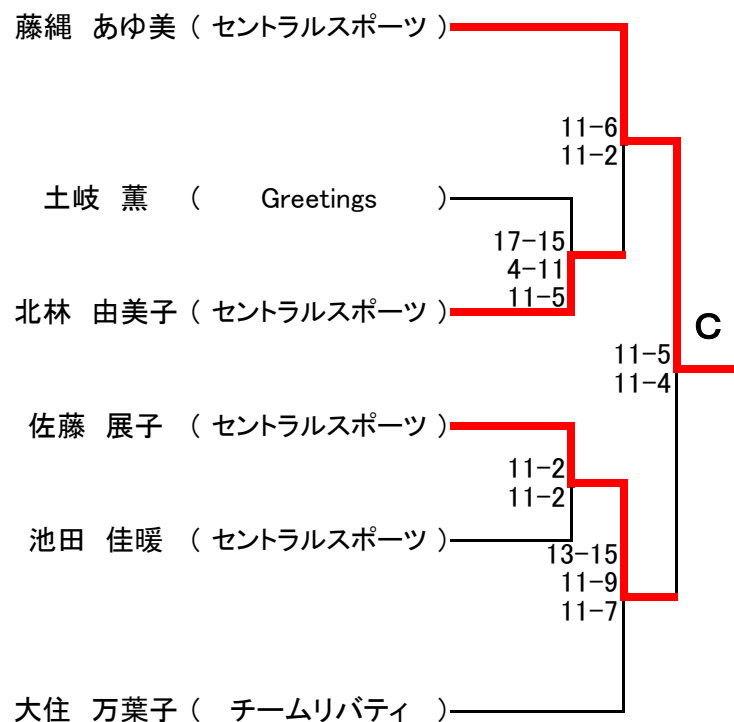 藤縄 あゆ美 ( セントラルスポーツ )
11-6
11-2
土岐 薫 ( Greetings )
17-15
4-11
11-5
北林 由美子 ( セントラルスポーツ )
C
11-5
11-4
佐藤 展子 ( セントラルスポーツ )
11-2
11-2
池田 佳暖 ( セントラルスポーツ )
13-15
11-9
11-7
大住 万葉子 ( チームリバティ )